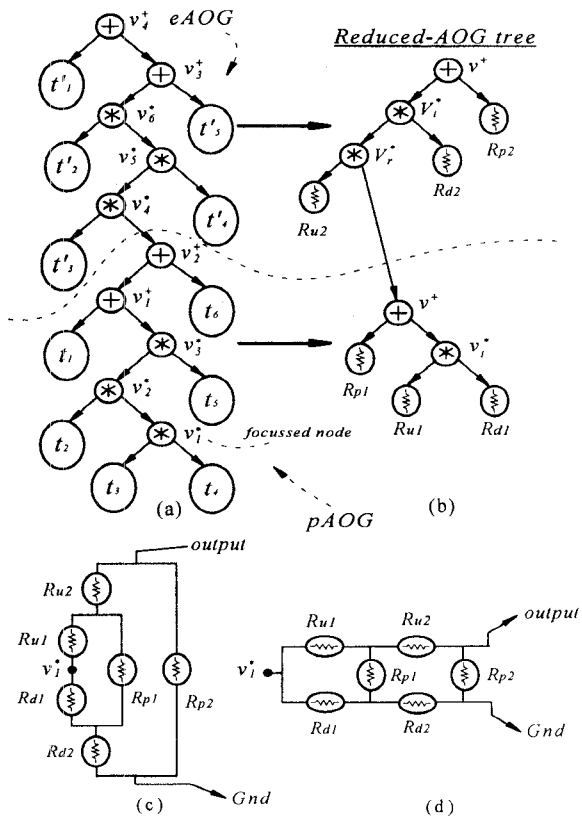 v₄⁺ eAOG
t'₁ v₃⁺
v₆* t'₅
t'₂ v₅*
v₄* t'₄
t'₃ v₂⁺
v₁⁺ t₆
t₁ v₃*
v₂* t₅
t₂ v₁* focussed node
t₃ t₄
(a)
pAOG
Reduced-AOG tree
v⁺
V₁* Rp2
Vᵣ* Rd2
Ru2
v⁺
Rp1 v₁*
Ru1 Rd1
(b)
output
Ru2
Ru1
v₁* Rp1 Rp2
Rd1
Rd2
Gnd
(c)
Ru1 Ru2 output
v₁* Rp1 Rp2
Rd1 Rd2
Gnd
(d)